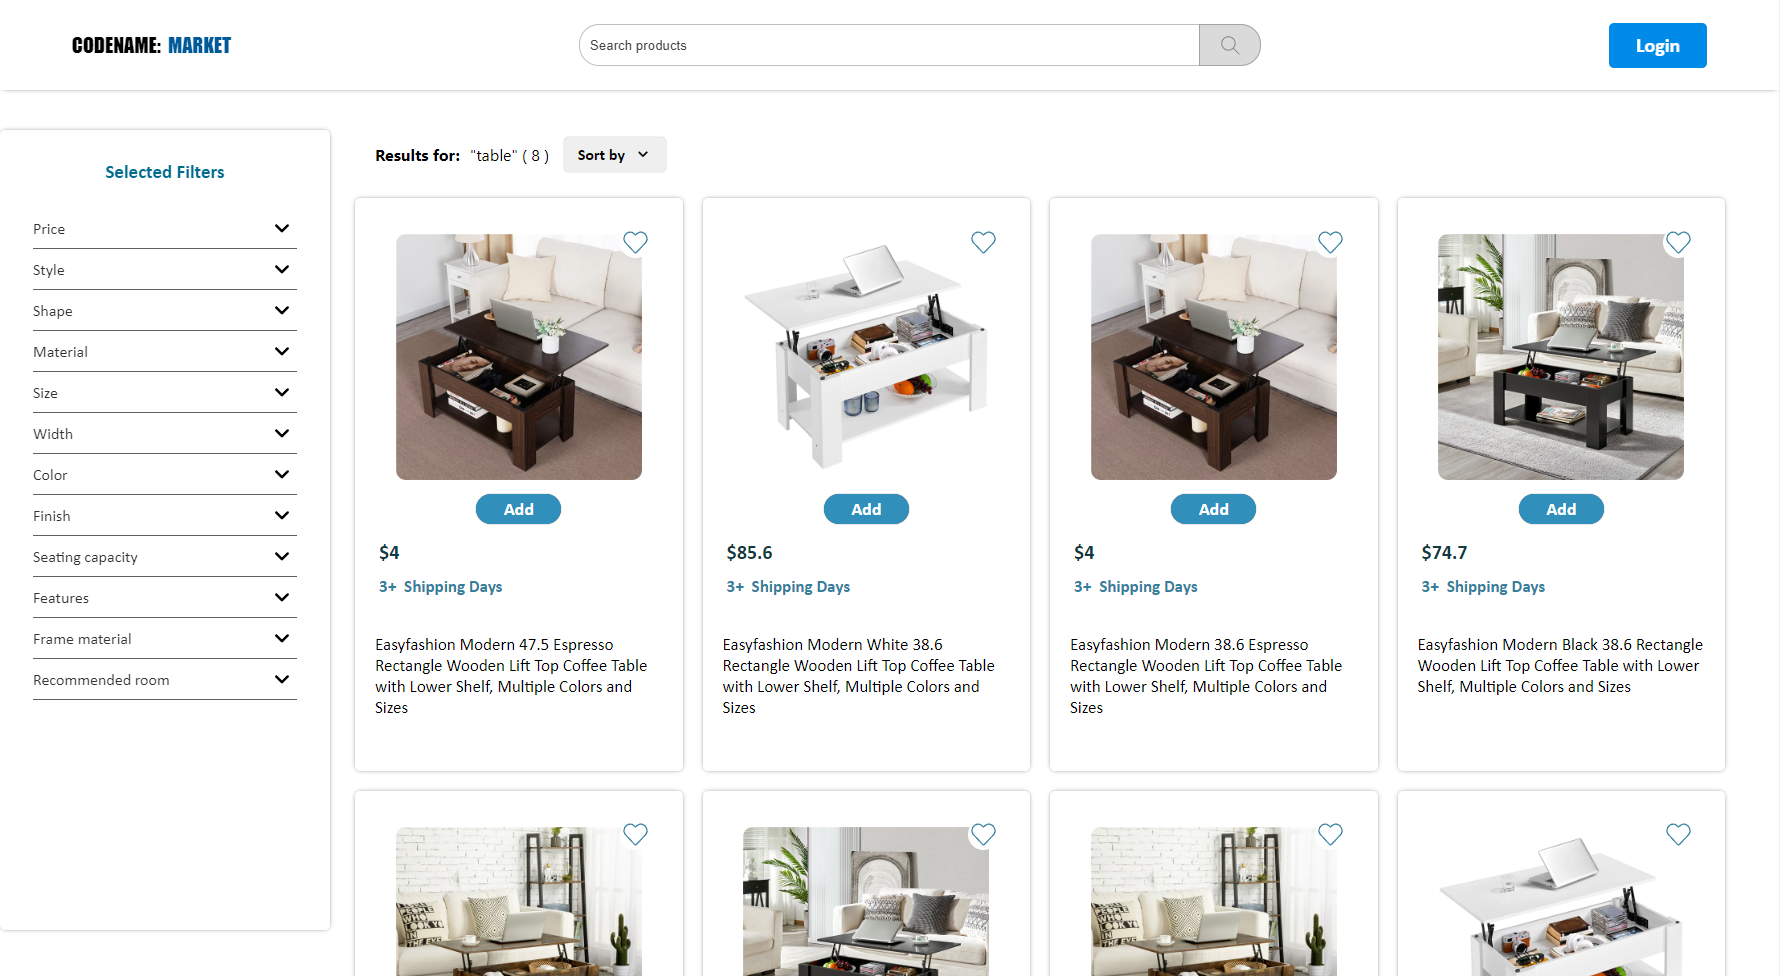 CODENAME: MARKET
Search products
Login
Selected Filters
Price
Style
Shape
Material
Size
Width
Color
Finish
Seating capacity
Features
Frame material
Recommended room
Results for: "table" ( 8 )
Sort by
Add
$4
3+ Shipping Days
Easyfashion Modern 47.5 Espresso
Rectangle Wooden Lift Top Coffee Table
with Lower Shelf, Multiple Colors and
Sizes
Add
$85.6
3+ Shipping Days
Easyfashion Modern White 38.6
Rectangle Wooden Lift Top Coffee Table
with Lower Shelf, Multiple Colors and
Sizes
Add
$4
3+ Shipping Days
Easyfashion Modern 38.6 Espresso
Rectangle Wooden Lift Top Coffee Table
with Lower Shelf, Multiple Colors and
Sizes
Add
$74.7
3+ Shipping Days
Easyfashion Modern Black 38.6 Rectangle
Wooden Lift Top Coffee Table with Lower
Shelf, Multiple Colors and Sizes